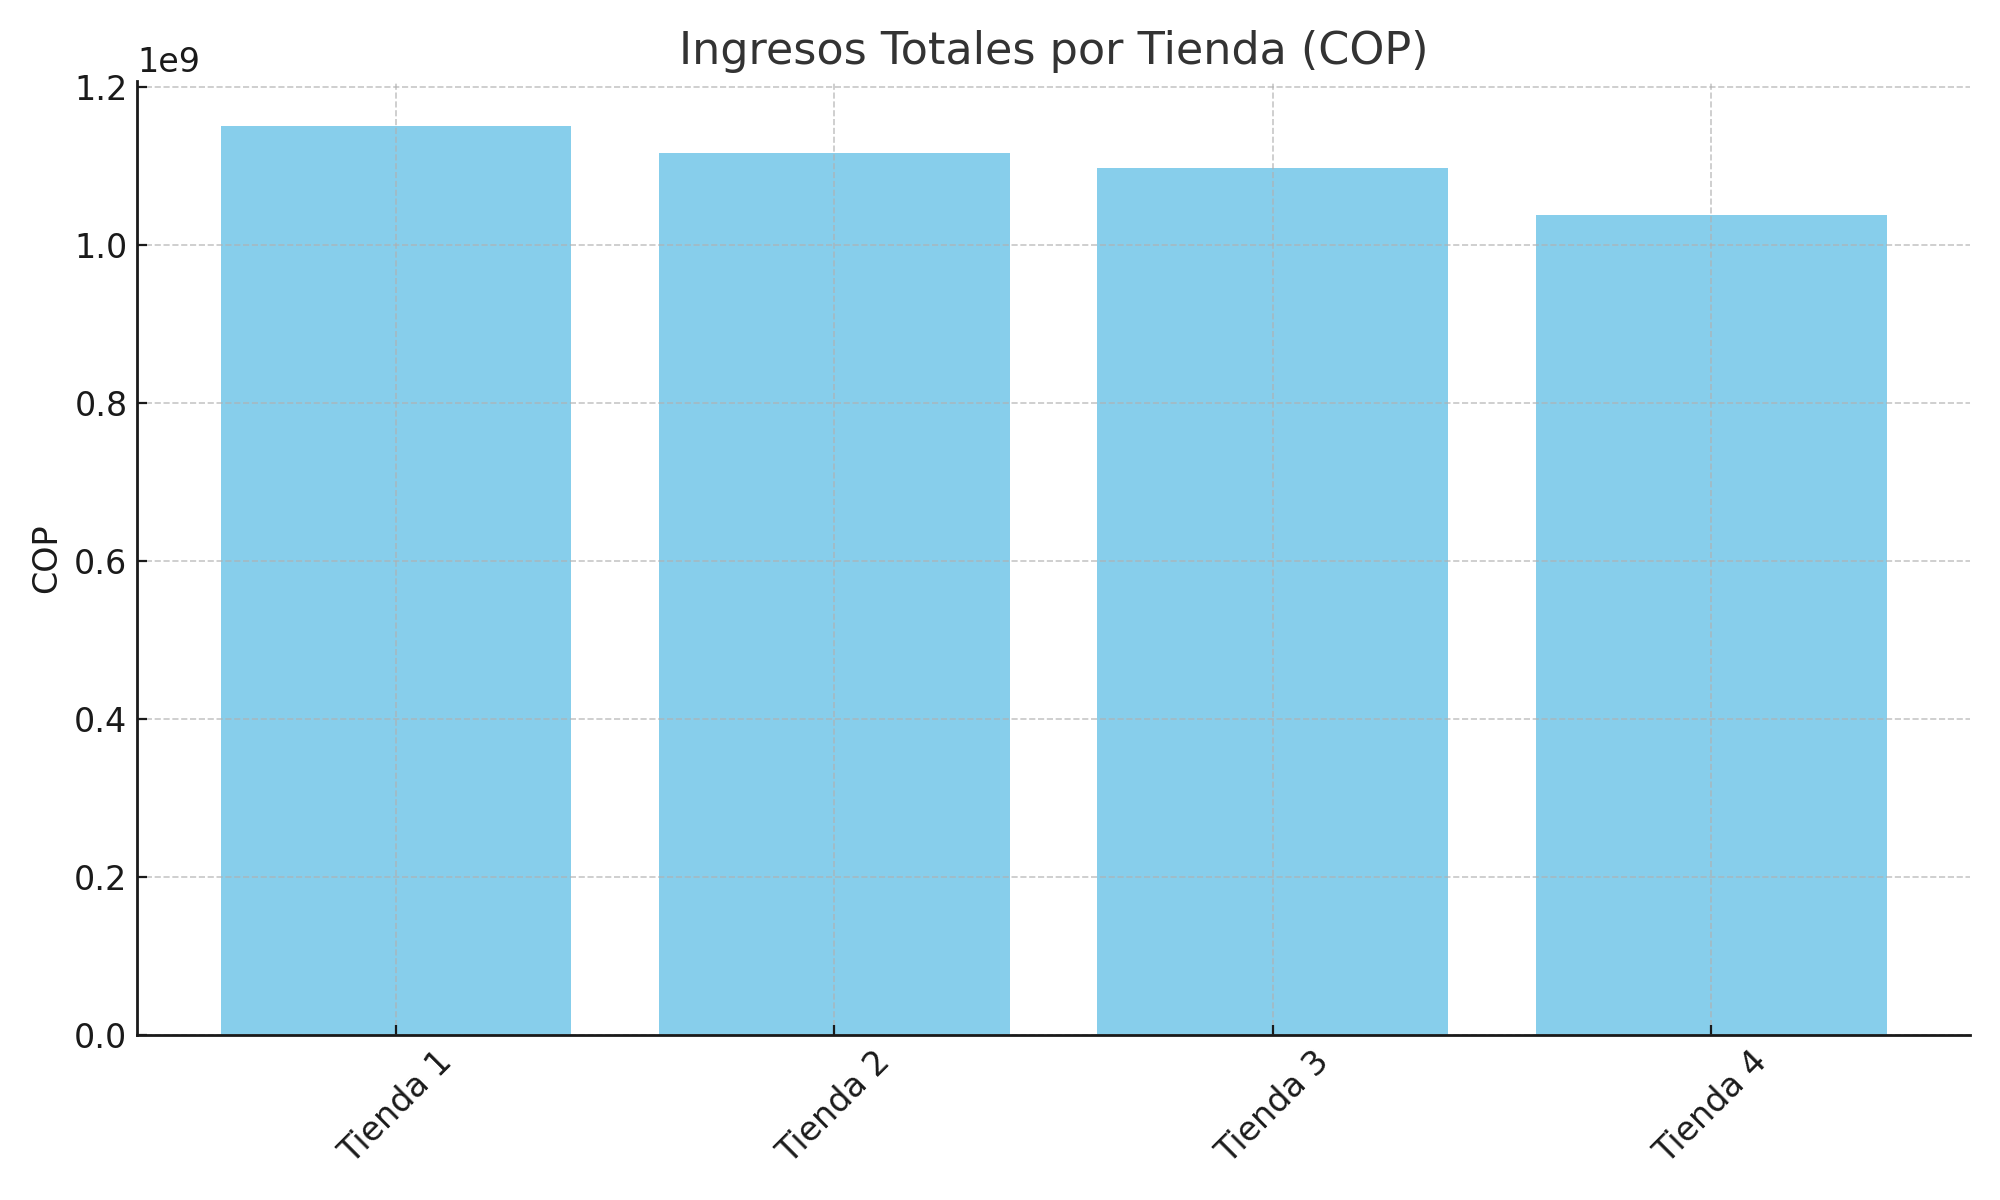 Ingresos Totales por Tienda (COP)
1e9
1.2
1.0
0.8
0.6
0.4
0.2
0.0
COP
Tienda 1
Tienda 2
Tienda 3
Tienda 4